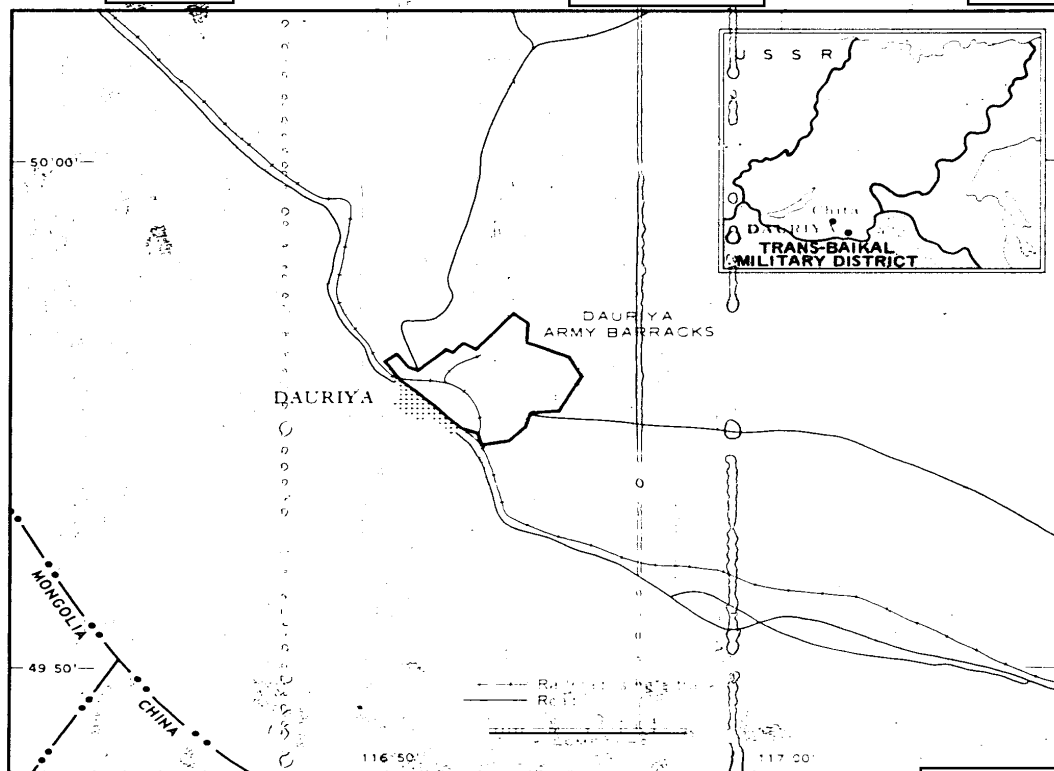 U S S R
50°00'
Chita
DAURIYA
TRANS-BAIKAL
MILITARY DISTRICT
DAURIYA
ARMY BARRACKS
DAURIYA
MONGOLIA
CHINA
49 50'
Road
116 50'
117 00'